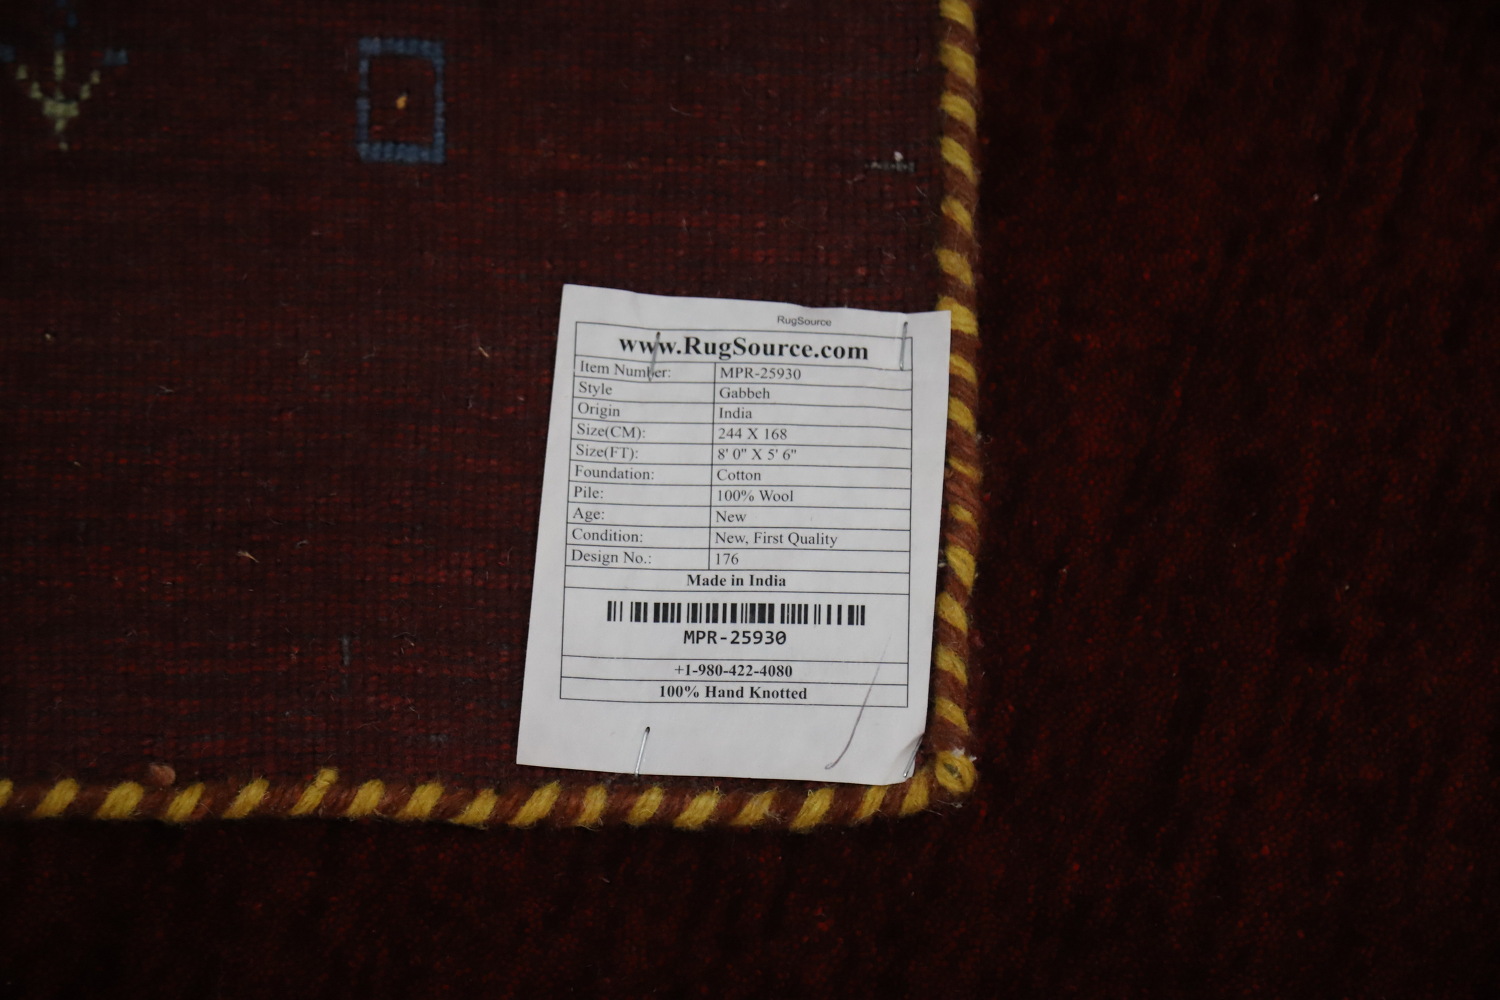 RugSource
www.RugSource.com
Item Number: MPR-25930
Style Gabbeh
Origin India
Size(CM): 244 X 168
Size(FT): 8' 0" X 5' 6"
Foundation: Cotton
Pile: 100% Wool
Age: New
Condition: New, First Quality
Design No.: 176
Made in India
MPR-25930
+1-980-422-4080
100% Hand Knotted